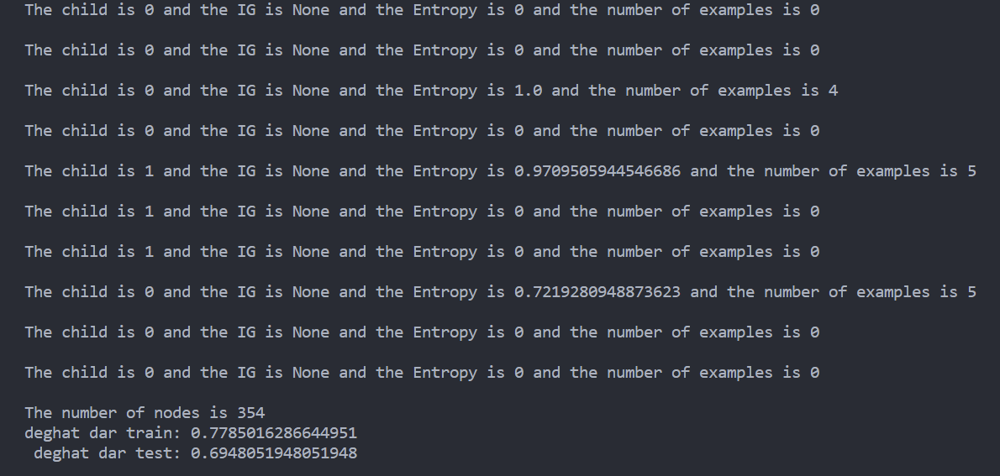 The child is 0 and the IG is None and the Entropy is 0 and the number of examples is 0
The child is 0 and the IG is None and the Entropy is 0 and the number of examples is 0
The child is 0 and the IG is None and the Entropy is 1.0 and the number of examples is 4
The child is 0 and the IG is None and the Entropy is 0 and the number of examples is 0
The child is 1 and the IG is None and the Entropy is 0.9709505944546686 and the number of examples is 5
The child is 1 and the IG is None and the Entropy is 0 and the number of examples is 0
The child is 1 and the IG is None and the Entropy is 0 and the number of examples is 0
The child is 0 and the IG is None and the Entropy is 0.7219280948873623 and the number of examples is 5
The child is 0 and the IG is None and the Entropy is 0 and the number of examples is 0
The child is 0 and the IG is None and the Entropy is 0 and the number of examples is 0
The number of nodes is 354
deghat dar train: 0.7785016286644951
deghat dar test: 0.6948051948051948